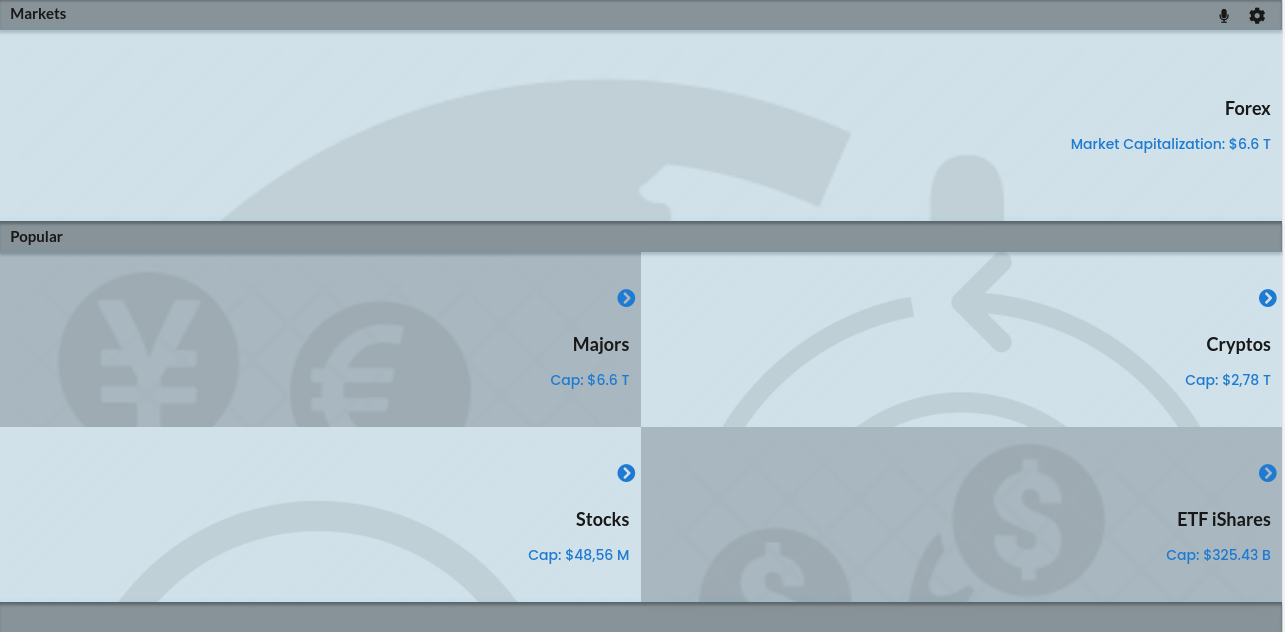 Markets
Forex
Market Capitalization: $6.6 T
Popular
Majors
Cap: $6.6 T
Cryptos
Cap: $2,78 T
Stocks
Cap: $48,56 M
ETF iShares
Cap: $325.43 B